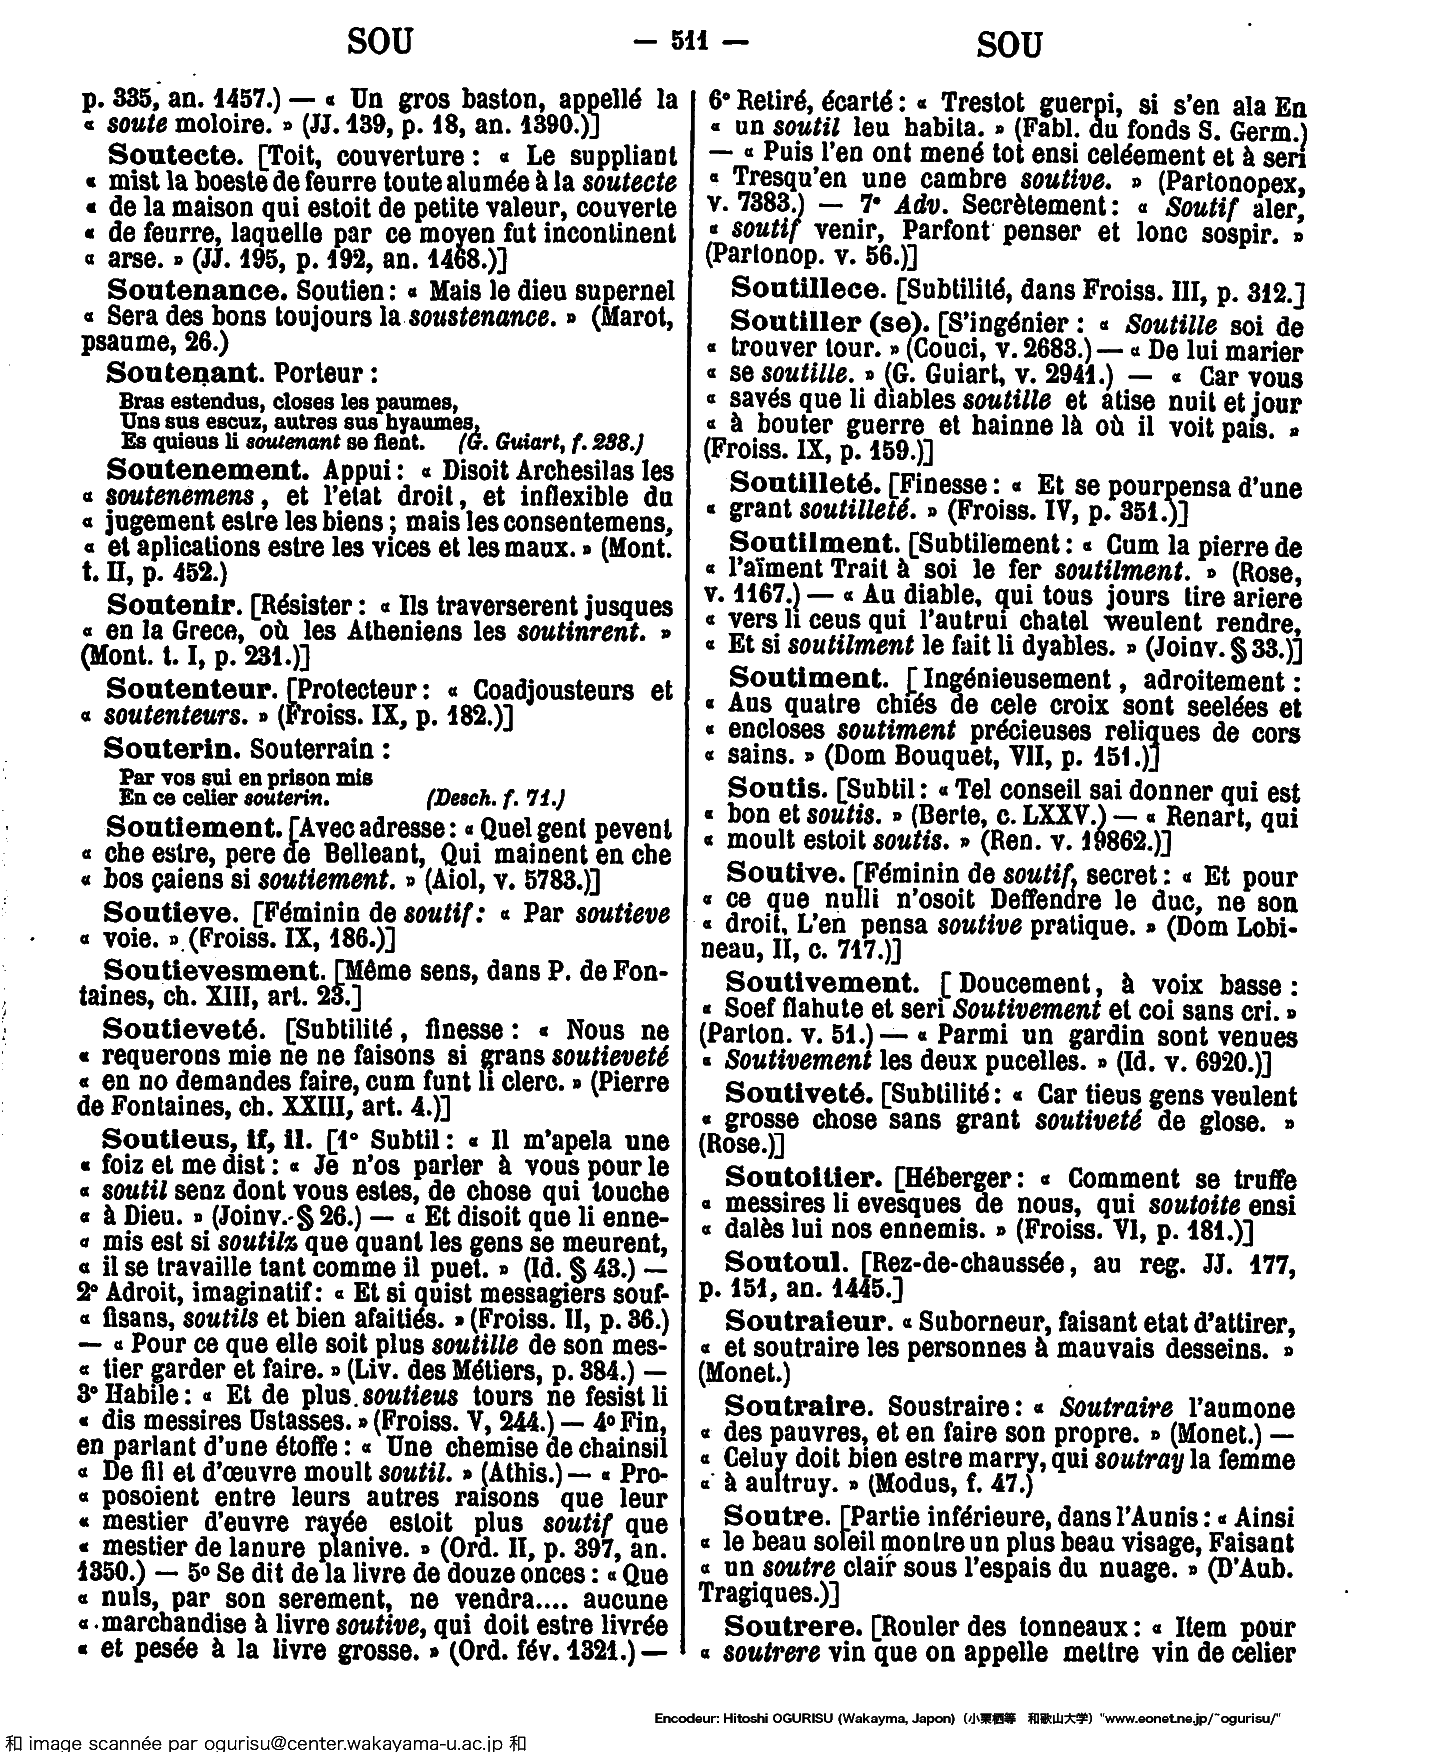 SOU
— 511 —
SOU
p. 335, an. 1457.) — « Un gros baston, appellé la
« soute moloire. » (JJ. 139, p. 18, an. 1390.)]
Soutecte. [Toit, couverture : « Le suppliant
« mist la boeste de feurre toute alumée à la soutecte
« de la maison qui estoit de petite valeur, couverte
« de feurre, laquelle par ce moyen fut incontinent
« arse. » (JJ. 195, p. 192, an. 1468.)]
Soutenance. Soutien : « Mais le dieu supernel
« Sera des bons toujours la soustenance. » (Marot,
psaume, 26.)
Soutenant. Porteur :
Bras estendus, closes les paumes,
Uns sus escuz, autres sus hyaumes,
Es quieus li soutenant se fient. (G. Guiart, f. 238.)
Soutenement. Appui : « Disoit Archesilas les
« soutenemens, et l'etat droit, et inflexible du
« jugement estre les biens ; mais les consentemens,
« et aplications estre les vices et les maux. » (Mont.
t. II, p. 452.)
Soutenir. [Résister : « Ils traverserent jusques
« en la Grece, où les Atheniens les soutinrent. »
(Mont. t. I, p. 231.)]
Soutenteur. [Protecteur : « Coadjousteurs et
« soutenteurs. » (Froiss. IX, p. 182.)]
Souterin. Souterrain :
Par vos sui en prison mis
En ce celier souterin. (Desch. f. 71.)
Soutiement. [Avec adresse : « Quel gent pevent
« che estre, pere de Belleant, Qui mainent en che
« bos çaiens si soutiement. » (Aiol, v. 5783.)]
Soutieve. [Féminin de soutif : « Par soutieve
« voie. » (Froiss. IX, 186.)]
Soutievesment. [Même sens, dans P. de Fon-
taines, ch. XIII, art. 23.]
Soutieveté. [Subtilité, finesse : « Nous ne
« requerons mie ne ne faisons si grans soutieveté
« en no demandes faire, cum funt li clerc. » (Pierre
de Fontaines, ch. XXIII, art. 4.)]
Soutieus, if, il. [1° Subtil : « Il m'apela une
« foiz et me dist : « Je n'os parler à vous pour le
« soutil senz dont vous estes, de chose qui touche
« à Dieu. » (Joinv. § 26.) — « Et disoit que li enne-
« mis est si soutilz que quant les gens se meurent,
« il se travaille tant comme il puet. » (Id. § 43.) —
2° Adroit, imaginatif : « Et si quist messagiers souf-
« fisans, soutils et bien afaitiés. » (Froiss. II, p. 36.)
— « Pour ce que elle soit plus soutille de son mes-
« tier garder et faire. » (Liv. des Métiers, p. 384.) —
3° Habile : « Et de plus soutieus tours ne fesist li
« dis messires Ustasses. » (Froiss. V, 244.) — 4° Fin,
en parlant d'une étoffe : « Une chemise de chainsil
« De fil et d'œuvre moult soutil. » (Athis.) — « Pro-
« posoient entre leurs autres raisons que leur
« mestier d'euvre rayée estoit plus soutif que
« mestier de lanure planive. » (Ord. II, p. 397, an.
1350.) — 5° Se dit de la livre de douze onces : « Que
« nuls, par son serement, ne vendra.... aucune
« marchandise à livre soutive, qui doit estre livrée
« et pesée à la livre grosse. » (Ord. fév. 1321.) —
6° Retiré, écarté : « Trestot guerpi, si s'en ala En
« un soutil leu habita. » (Fabl. du fonds S. Germ.)
— « Puis l'en ont mené tot ensi celéement et à seri
« Tresqu'en une cambre soutive. » (Partonopex,
v. 7383.) — 7° Adv. Secrètement : « Soutif aler,
« soutif venir, Parfont penser et lonc sospir. »
(Partonop. v. 56.)]
Soutillece. [Subtilité, dans Froiss. III, p. 312.]
Soutiller (se). [S'ingénier : « Soutille soi de
« trouver tour. » (Couci, v. 2683.) — « De lui marier
« se soutille. » (G. Guiart, v. 2941.) — « Car vous
« savés que li diables soutille et atise nuit et jour
« à bouter guerre et hainne là où il voit pais. »
(Froiss. IX, p. 159.)]
Soutilleté. [Finesse : « Et se pourpensa d'une
« grant soutilleté. » (Froiss. IV, p. 351.)]
Soutilment. [Subtilement : « Cum la pierre de
« l'aïment Trait à soi le fer soutilment. » (Rose,
v. 1167.) — « Au diable, qui tous jours tire ariere
« vers li ceus qui l'autrui chatel weulent rendre,
« Et si soutilment le fait li dyables. » (Joinv. § 33.)]
Soutiment. [Ingénieusement, adroitement :
« Aus quatre chiés de cele croix sont seelées et
« encloses soutiment précieuses reliques de cors
« sains. » (Dom Bouquet, VII, p. 151.)]
Soutis. [Subtil : « Tel conseil sai donner qui est
« bon et soutis. » (Berte, c. LXXV.) — « Renart, qui
« moult estoit soutis. » (Ren. v. 19862.)]
Soutive. [Féminin de soutif, secret : « Et pour
« ce que nulli n'osoit Deffendre le duc, ne son
« droit, L'en pensa soutive pratique. » (Dom Lobi-
neau, II, c. 717.)]
Soutivement. [Doucement, à voix basse :
« Soef flahute et seri Soutivement et coi sans cri. »
(Parton. v. 51.) — « Parmi un gardin sont venues
« Soutivement les deux pucelles. » (Id. v. 6920.)]
Soutiveté. [Subtilité : « Car tieus gens veulent
« grosse chose sans grant soutiveté de glose. »
(Rose.)]
Soutoitier. [Héberger : « Comment se truffe
« messires li evesques de nous, qui soutoite ensi
« dalès lui nos ennemis. » (Froiss. VI, p. 181.)]
Soutoul. [Rez-de-chaussée, au reg. JJ. 177,
p. 151, an. 1445.]
Soutraieur. « Suborneur, faisant etat d'attirer,
« et soutraire les personnes à mauvais desseins. »
(Monet.)
Soutraire. Soustraire : « Soutraire l'aumone
« des pauvres, et en faire son propre. » (Monet.) —
« Celuy doit bien estre marry, qui soutray la femme
« à aultruy. » (Modus, f. 47.)
Soutre. [Partie inférieure, dans l'Aunis : « Ainsi
« le beau soleil montre un plus beau visage, Faisant
« un soutre clair sous l'espais du nuage. » (D'Aub.
Tragiques.)]
Soutrere. [Rouler des tonneaux : « Item pour
« soutrere vin que on appelle mettre vin de celier
Encodeur: Hitoshi OGURISU (Wakayma, Japon) (小栗栖等 和歌山大学) "www.eonet.ne.jp/~ogurisu/"
和 image scannée par ogurisu@center.wakayama-u.ac.jp 和